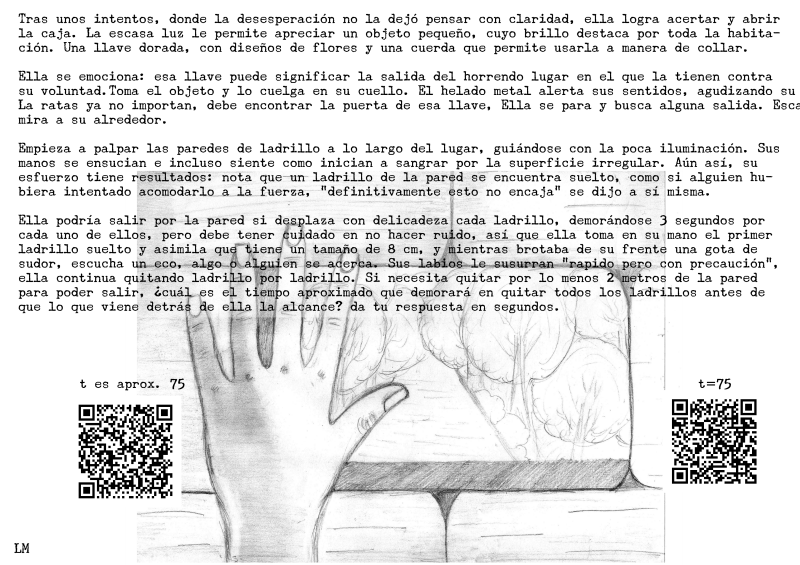 Tras unos intentos, donde la desesperación no la dejó pensar con claridad, ella logra acertar y abrir
la caja. La escasa luz le permite apreciar un objeto pequeño, cuyo brillo destaca por toda la habita-
ción. Una llave dorada, con diseños de flores y una cuerda que permite usarla a manera de collar.
Ella se emociona: esa llave puede significar la salida del horrendo lugar en el que la tienen contra
su voluntad.Toma el objeto y lo cuelga en su cuello. El helado metal alerta sus sentidos, agudizando su
La ratas ya no importan, debe encontrar la puerta de esa llave, Ella se para y busca alguna salida.
mira a su alrededor.
Empieza a palpar las paredes de ladrillo a lo largo del lugar, guiándose con la poca iluminación. Sus
manos se ensucian e incluso siente como inician a sangrar por la superficie irregular. Aún así, su
esfuerzo tiene resultados: nota que un ladrillo de la pared se encuentra suelto, como si alguien hu-
biera intentado acomodarlo a la fuerza, "definitivamente esto no encaja" se dijo a sí misma.
Ella podría salir por la pared si desplaza con delicadeza cada ladrillo, demorándose 3 segundos por
cada uno de ellos, pero debe tener cuidado en no hacer ruido, así que ella toma en su mano el primer
ladrillo suelto y asimila que tiene un tamaño de 8 cm, y mientras brotaba de su frente una gota de
sudor, escucha un eco, algo o alguien se acerca. Sus labios le susurran "rapido pero con precaución",
ella continua quitando ladrillo por ladrillo. Si necesita quitar por lo menos 2 metros de la pared
para poder salir, ¿cuál es el tiempo aproximado que demorará en quitar todos los ladrillos antes de
que lo que viene detrás de ella la alcance? da tu respuesta en segundos.
t es aprox. 75
t=75
LM